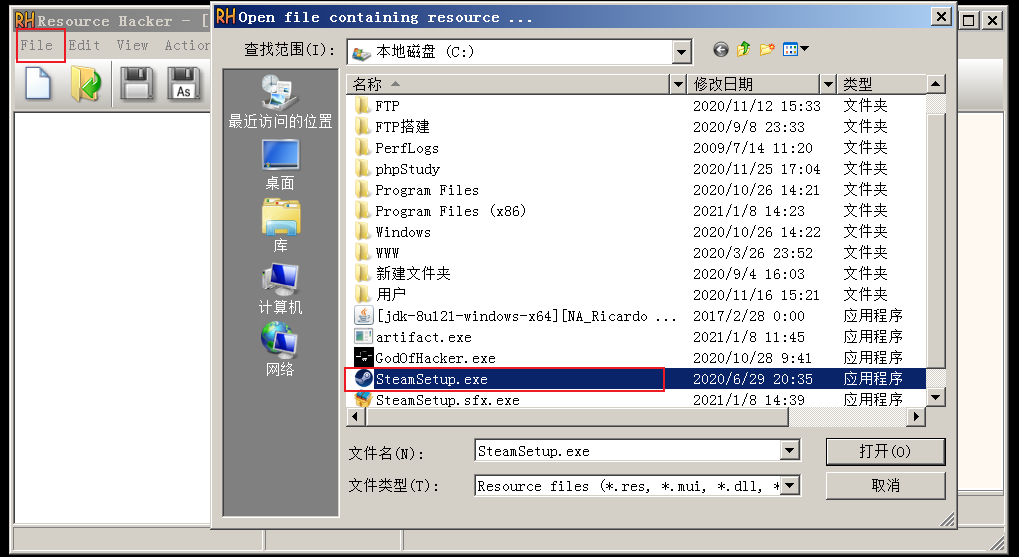 Resource Hacker - [
Open file containing resource ...
File Edit View Action
As
查找范围(I): 本地磁盘 (C:)
最近访问的位置
桌面
库
计算机
网络
名称 修改日期 类型
FTP 2020/11/12 15:33 文件夹
FTP搭建 2020/9/8 23:33 文件夹
PerfLogs 2009/7/14 11:20 文件夹
phpStudy 2020/11/25 17:04 文件夹
Program Files 2020/10/26 14:21 文件夹
Program Files (x86) 2021/1/8 14:23 文件夹
Windows 2020/10/26 14:22 文件夹
WWW 2020/3/26 23:52 文件夹
新建文件夹 2020/9/4 16:03 文件夹
用户 2020/11/16 15:21 文件夹
[jdk-8u121-windows-x64][NA_Ricardo ... 2017/2/28 0:00 应用程序
artifact.exe 2021/1/8 11:45 应用程序
GodOfHacker.exe 2020/10/28 9:41 应用程序
SteamSetup.exe 2020/6/29 20:35 应用程序
SteamSetup.sfx.exe 2021/1/8 14:39 应用程序
文件名(N): SteamSetup.exe 打开(O)
文件类型(T): Resource files (*.res, *.mui, *.dll, * 取消